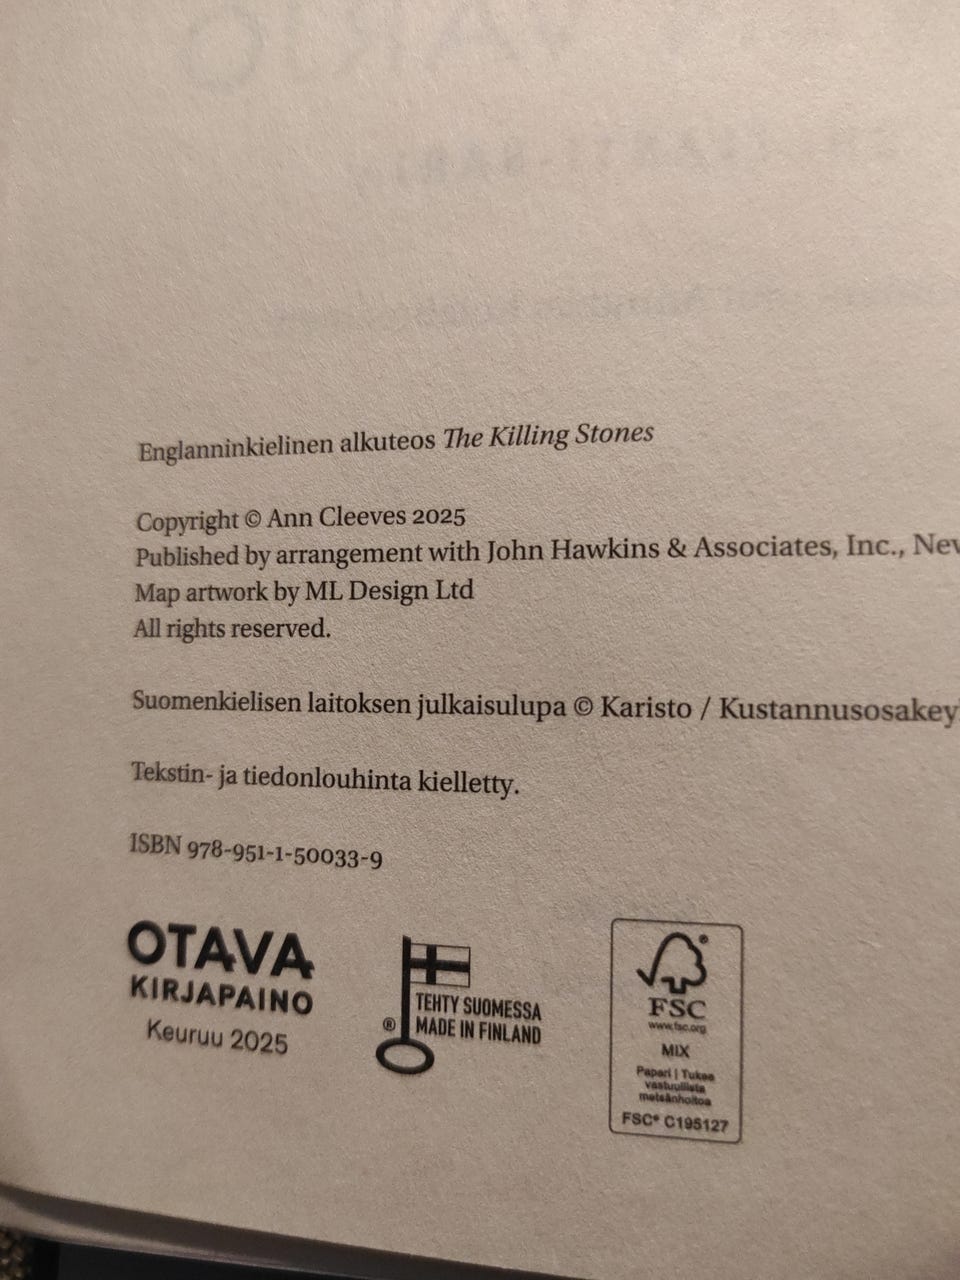 Englanninkielinen alkuteos The Killing Stones
Copyright © Ann Cleeves 2025
Published by arrangement with John Hawkins & Associates, Inc., New
Map artwork by ML Design Ltd
All rights reserved.
Suomenkielisen laitoksen julkaisulupa © Karisto / Kustannusosakey
Tekstin- ja tiedonlouhinta kielletty.
ISBN 978-951-1-50033-9
OTAVA
KIRJAPAINO
Keuruu 2025
TEHTY SUOMESSA
® MADE IN FINLAND
®
FSC
www.fsc.org
MIX
Paperi | Tukee
vastuullista
metsänhoitoa
FSC® C195127